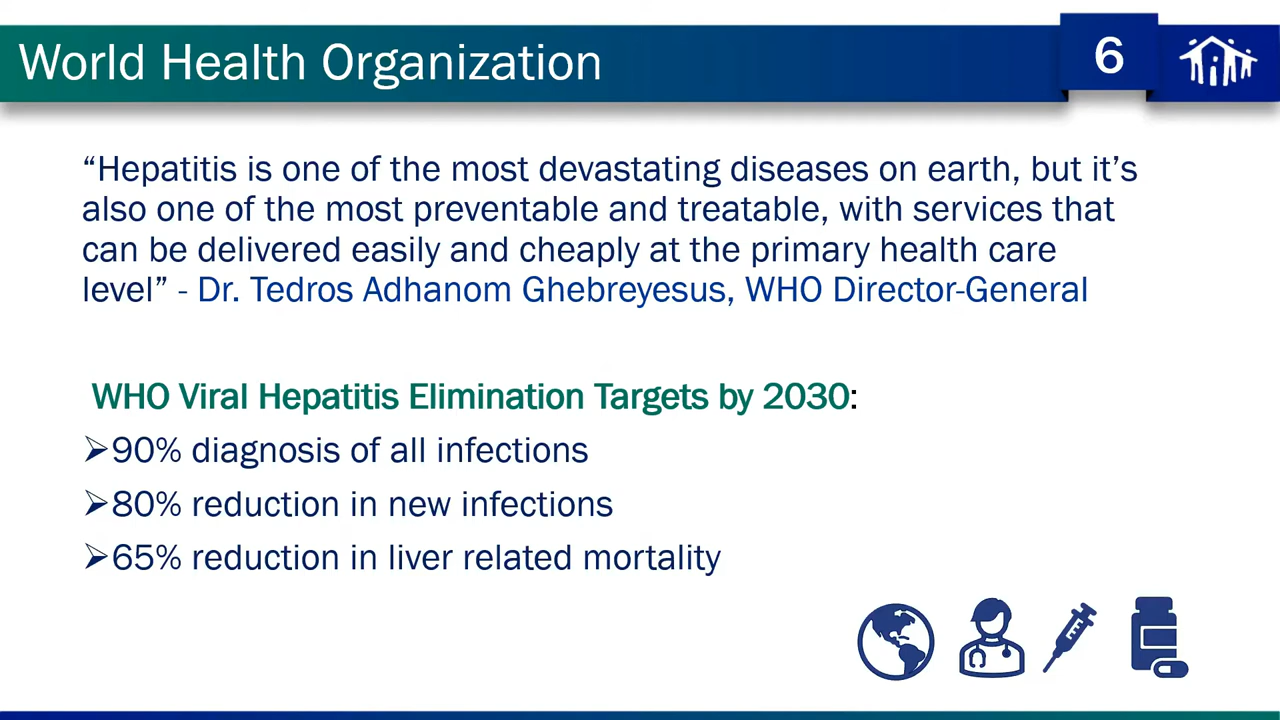 World Health Organization
6
“Hepatitis is one of the most devastating diseases on earth, but it’s
also one of the most preventable and treatable, with services that
can be delivered easily and cheaply at the primary health care
level” - Dr. Tedros Adhanom Ghebreyesus, WHO Director-General
WHO Viral Hepatitis Elimination Targets by 2030:
➢90% diagnosis of all infections
➢80% reduction in new infections
➢65% reduction in liver related mortality